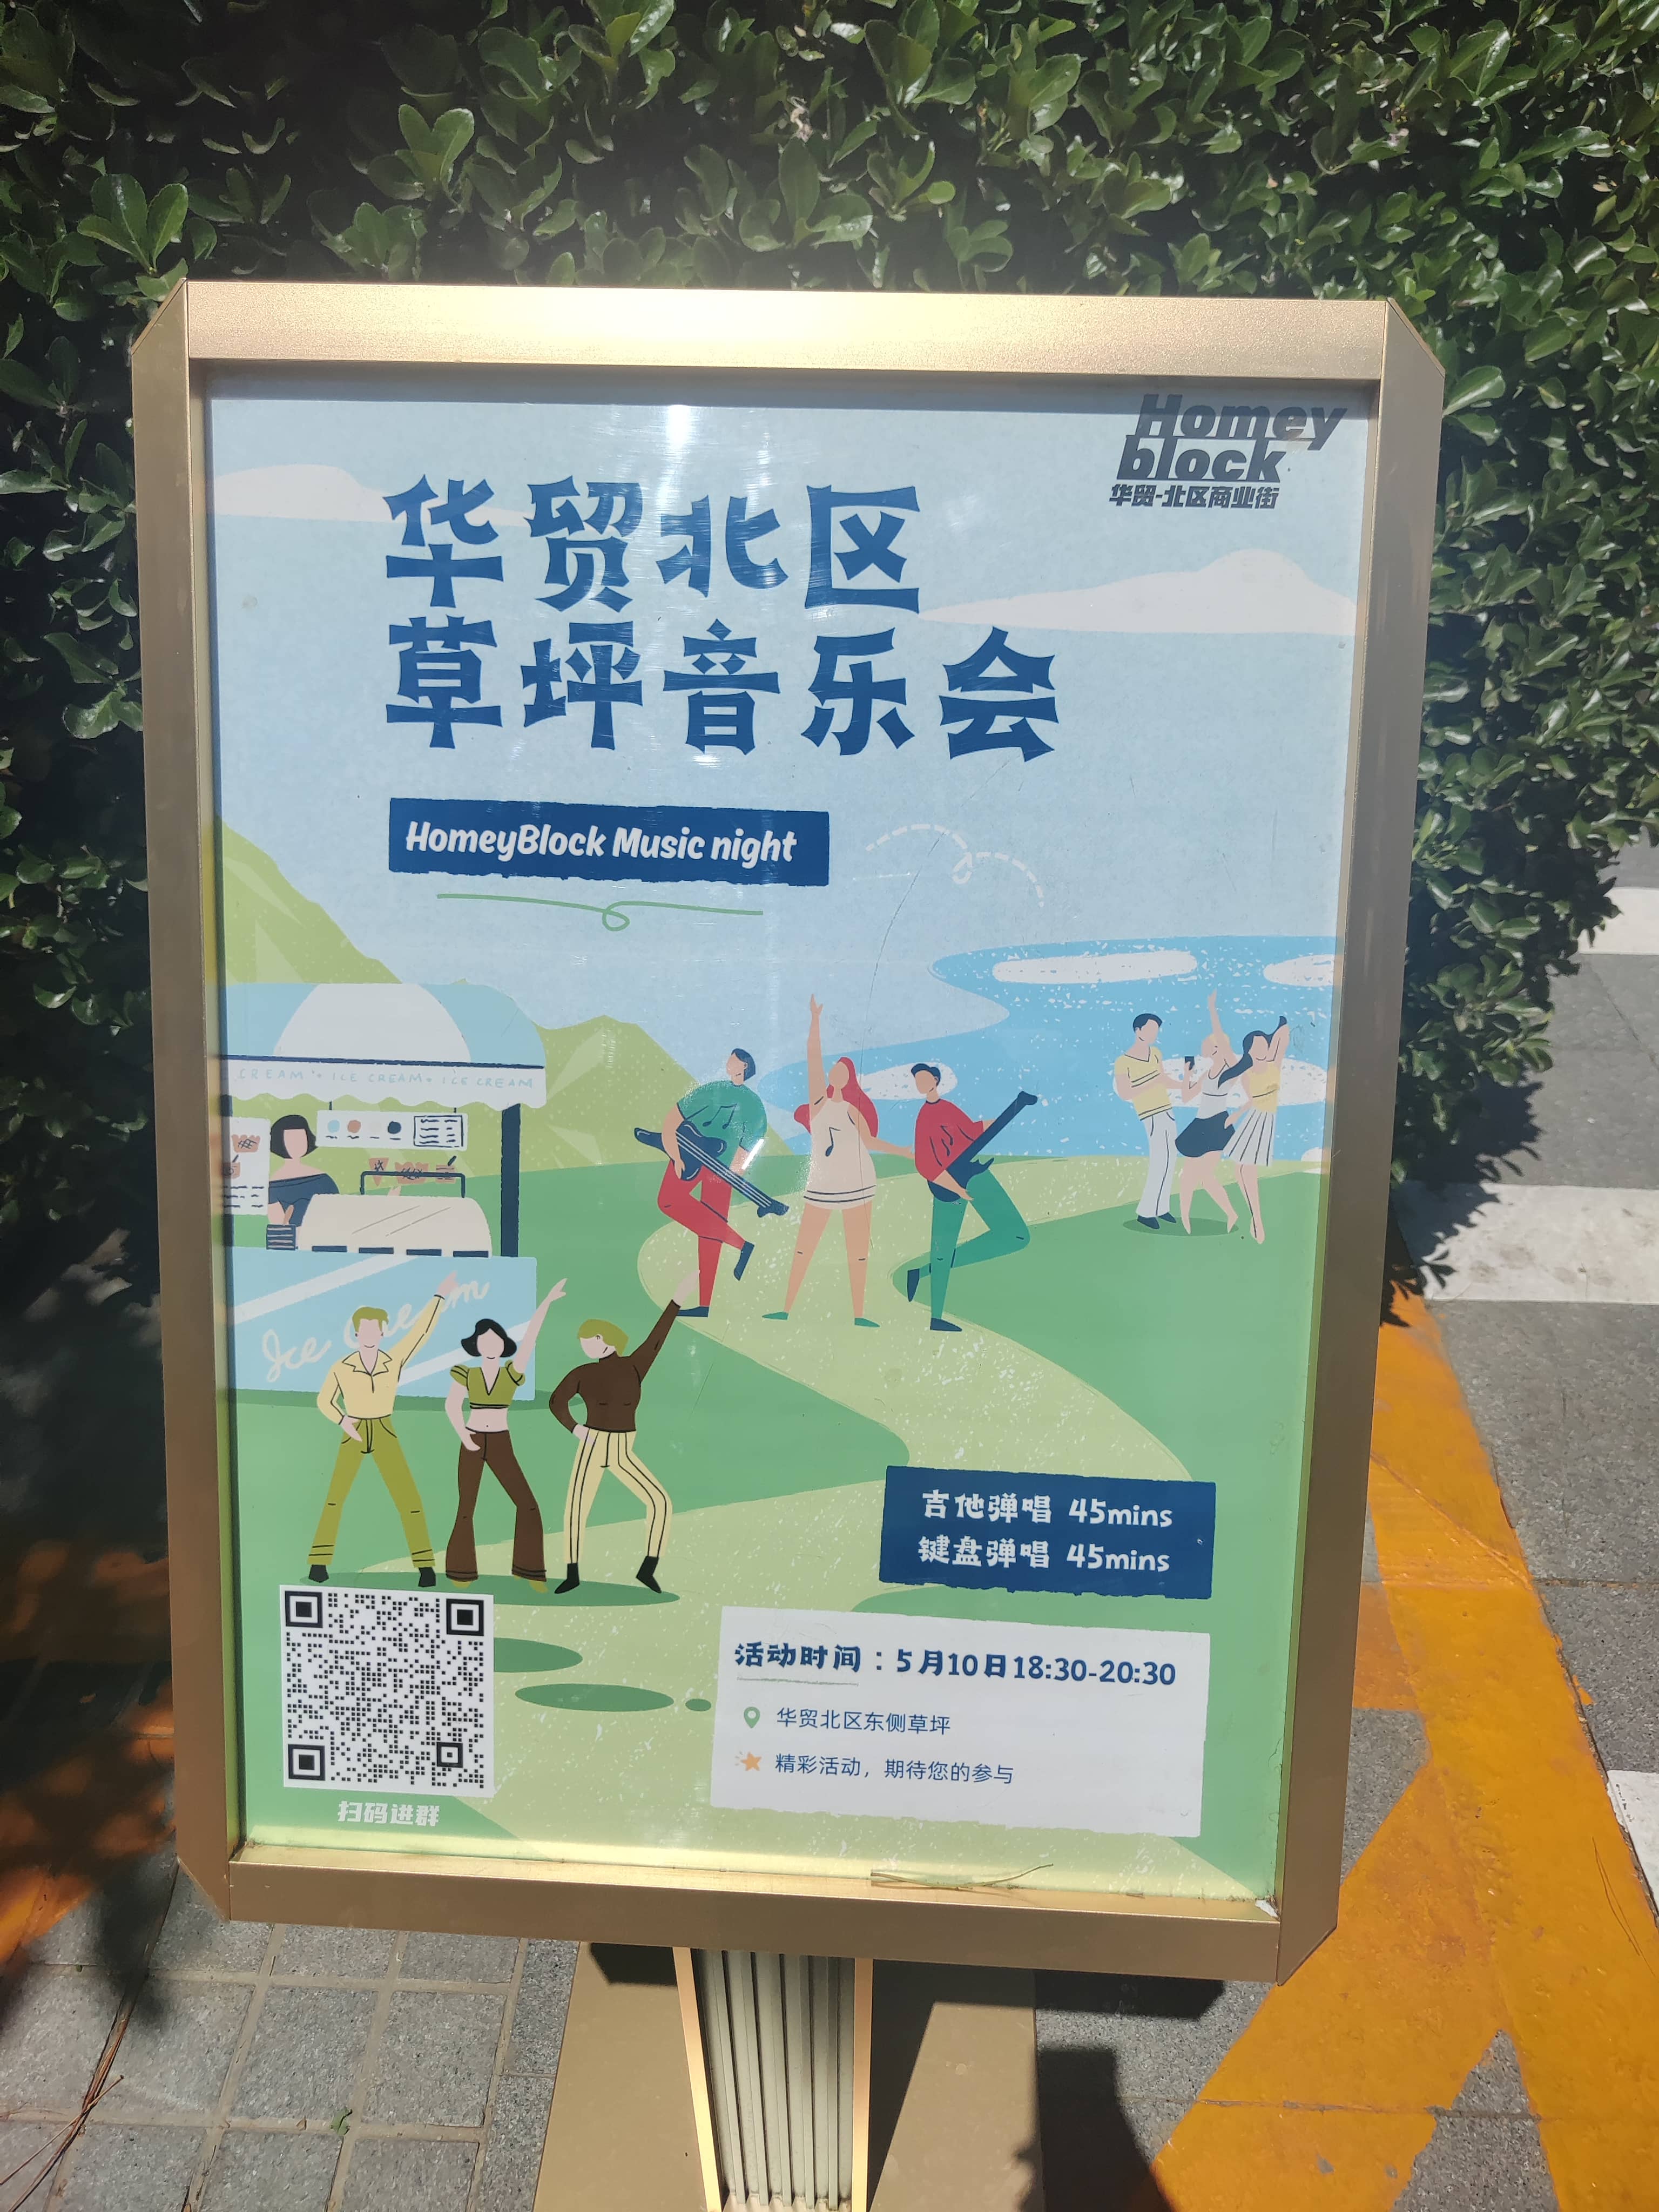 Homey
block
华贸-北区商业街
华贸北区
草坪音乐会
HomeyBlock Music night
CREAM • ICE CREAM • ICE CREAM
Ice Cream
吉他弹唱 45mins
键盘弹唱 45mins
活动时间：5月10日18:30-20:30
华贸北区东侧草坪
精彩活动，期待您的参与
扫码进群